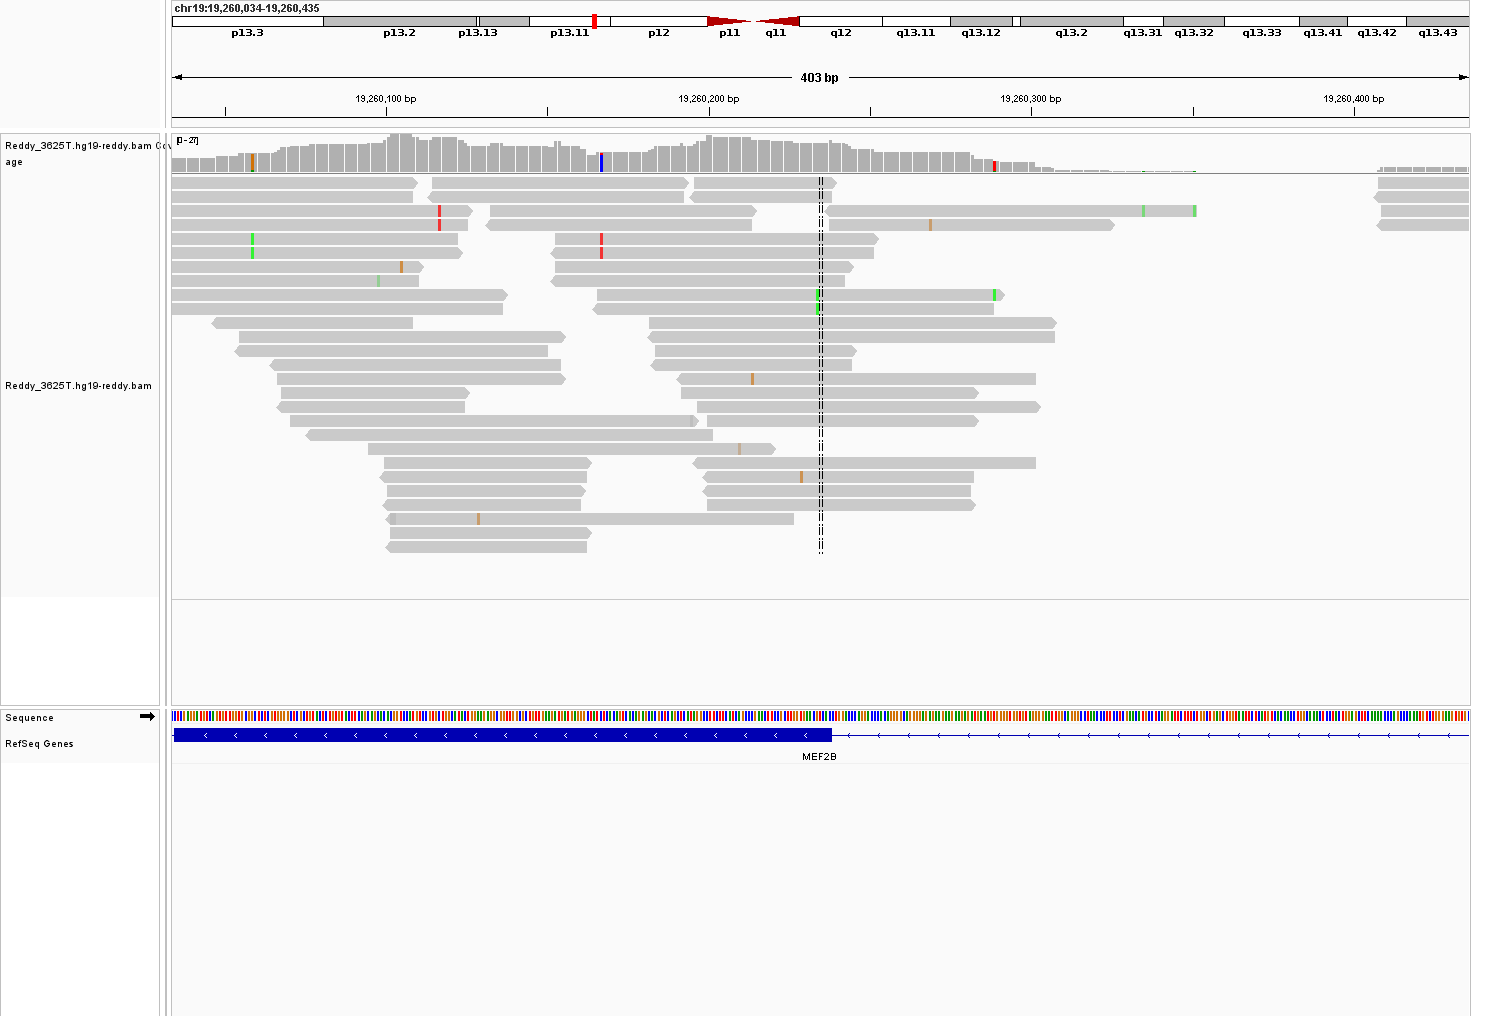 chr19:19,260,034-19,260,435
p13.3 p13.2 p13.13 p13.11 p12 p11 q11 q12 q13.11 q13.12 q13.2 q13.31 q13.32 q13.33 q13.41 q13.42 q13.43
403 bp
19,260,100 bp 19,260,200 bp 19,260,300 bp 19,260,400 bp
[0 - 27]
Reddy_3625T.hg19-reddy.bam Cov
age
Reddy_3625T.hg19-reddy.bam
Sequence
RefSeq Genes
MEF2B